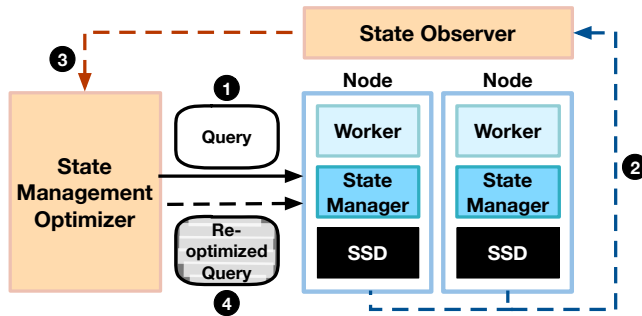 State Observer
3
1
Node
Node
Query
Worker
Worker
2
State
Management
Optimizer
State
Manager
State
Manager
Re-
optimized
Query
SSD
SSD
4